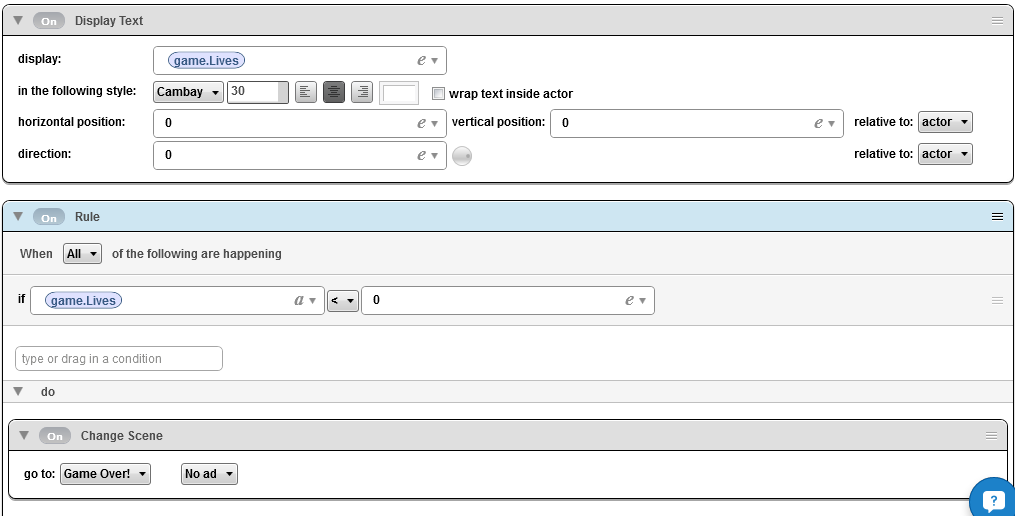 On Display Text
display: game.Lives e
in the following style: Cambay 30 wrap text inside actor
horizontal position: 0 e vertical position: 0 e relative to: actor
direction: 0 e relative to: actor
On Rule
When All of the following are happening
if game.Lives a < 0 e
type or drag in a condition
do
On Change Scene
go to: Game Over! No ad
?